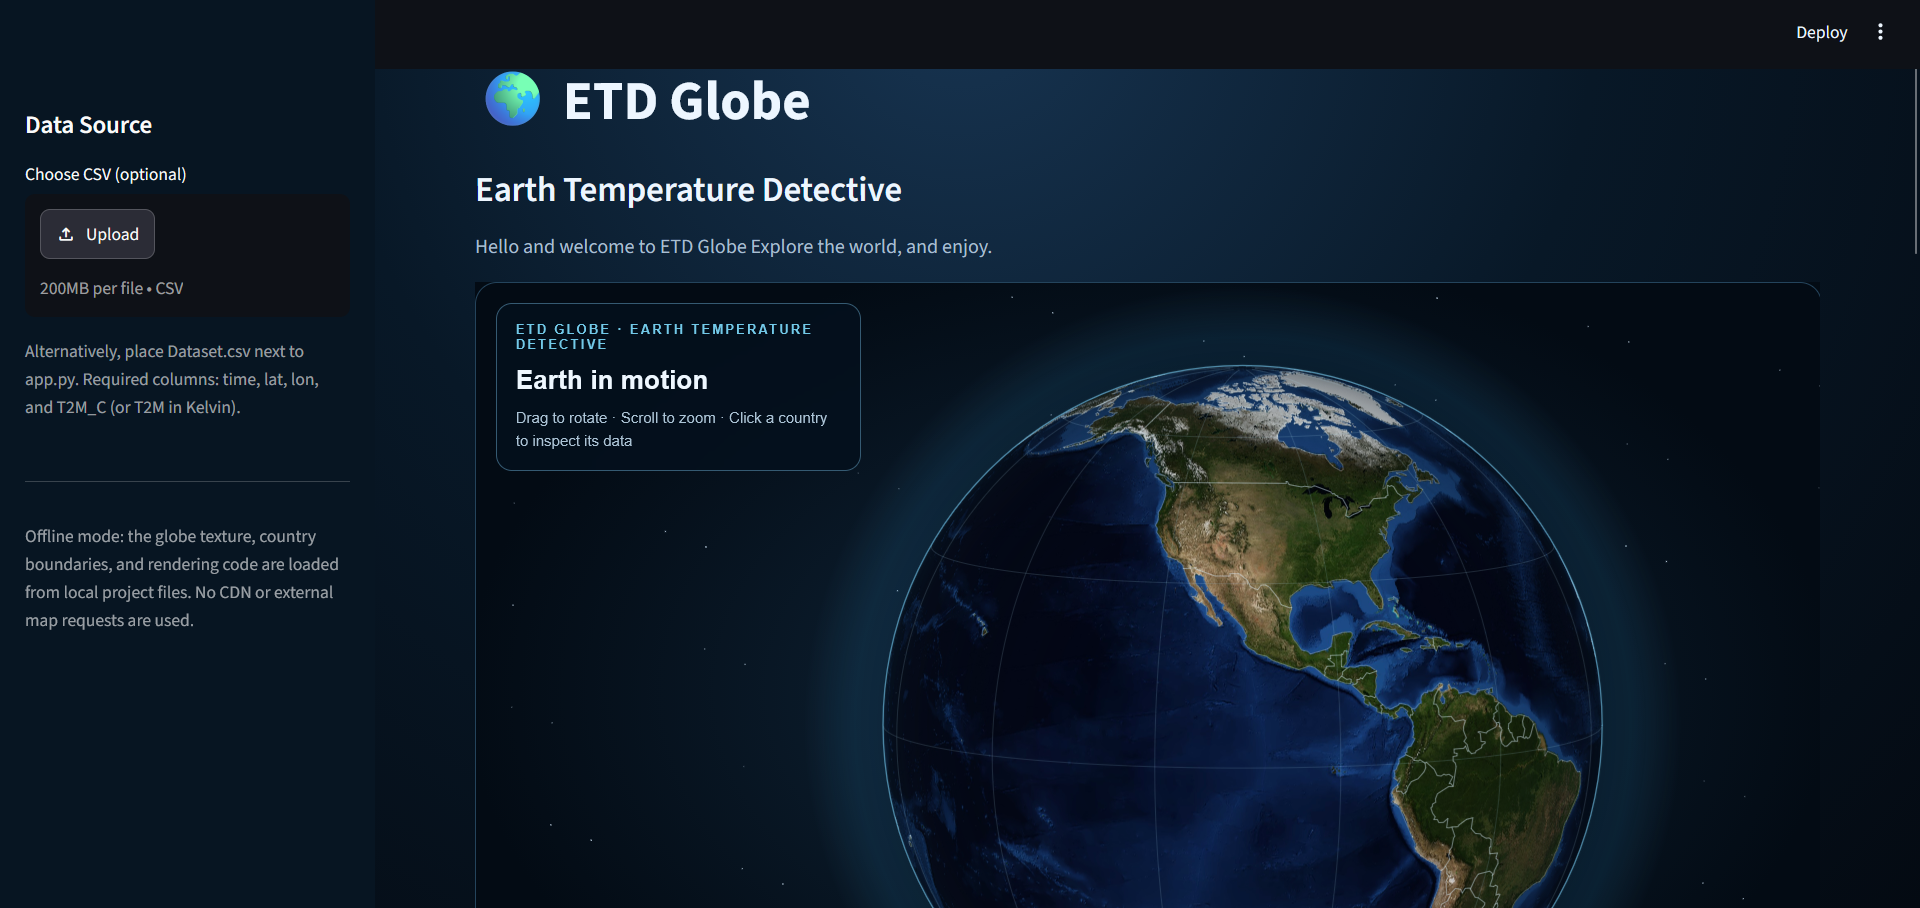 Deploy
Data Source
Choose CSV (optional)
Upload
200MB per file • CSV
Alternatively, place Dataset.csv next to
app.py. Required columns: time, lat, lon,
and T2M_C (or T2M in Kelvin).
Offline mode: the globe texture, country
boundaries, and rendering code are loaded
from local project files. No CDN or external
map requests are used.
ETD Globe
Earth Temperature Detective
Hello and welcome to ETD Globe Explore the world, and enjoy.
ETD GLOBE · EARTH TEMPERATURE
DETECTIVE
Earth in motion
Drag to rotate · Scroll to zoom · Click a country
to inspect its data